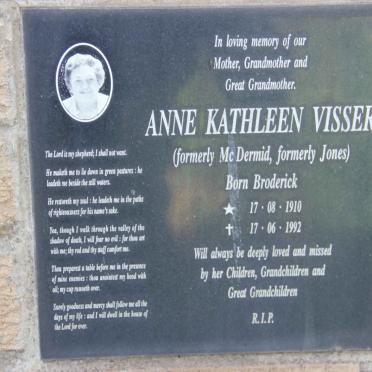 In loving memory of our
Mother, Grandmother and
Great Grandmother.
ANNE KATHLEEN VISSER
(formerly McDermid, formerly Jones)
Born Broderick
★ 17 · 08 · 1910
✝ 17 · 06 · 1992
Will always be deeply loved and missed
by her Children, Grandchildren and
Great Grandchildren
R.I.P.
The Lord is my shepherd; I shall not want.
He maketh me to lie down in green pastures : he
leadeth me beside the still waters.
He restoreth my soul : he leadeth me in the paths
of righteousness for his name's sake.
Yea, though I walk through the valley of the
shadow of death, I will fear no evil : for thou art
with me; thy rod and thy staff comfort me.
Thou preparest a table before me in the presence
of mine enemies : thou anointest my head with
oil; my cup runneth over.
Surely goodness and mercy shall follow me all the
days of my life : and I will dwell in the house of
the Lord for ever.